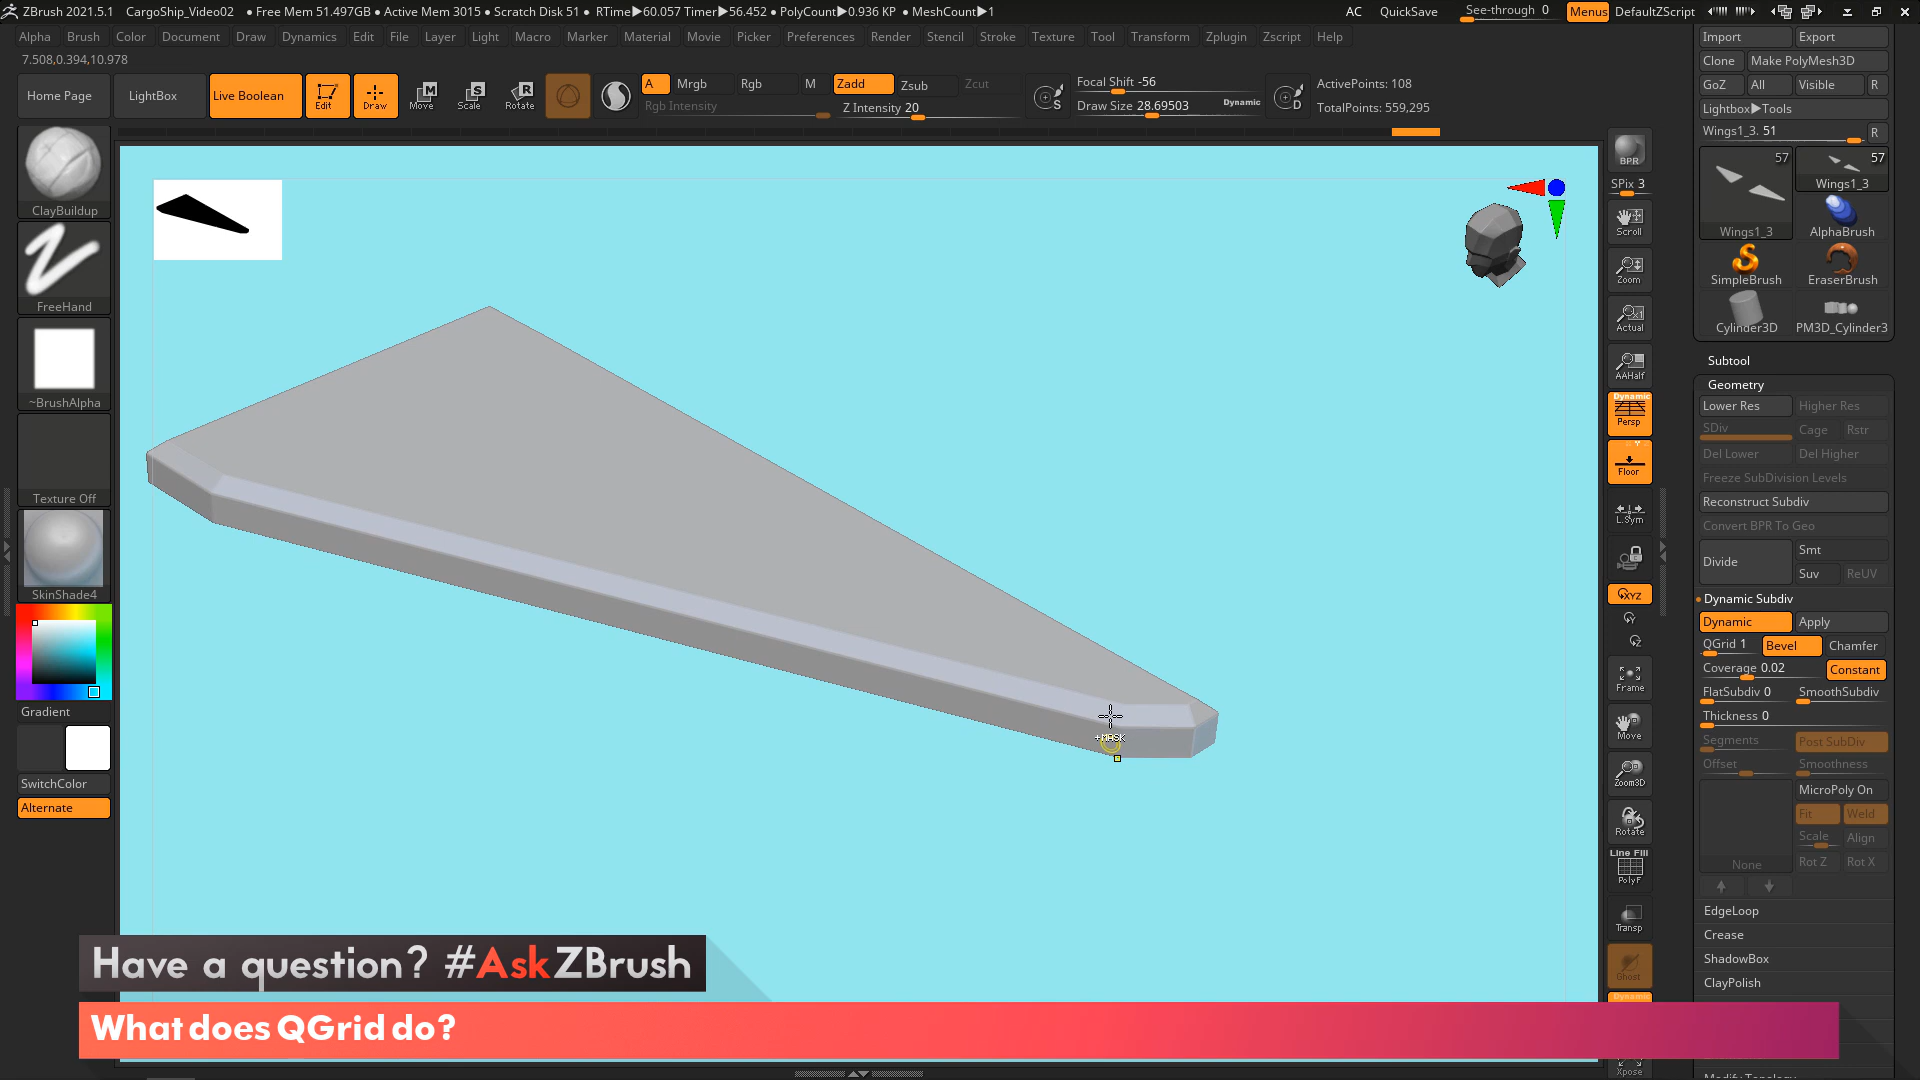 ZBrush 2021.5.1 CargoShip_Video02 • Free Mem 51.497GB • Active Mem 3015 • Scratch Disk 51 • RTime▶60.057 Timer▶56.452 • PolyCount▶0.936 KP • MeshCount▶1 AC QuickSave See-through 0 Menus DefaultZScript
Alpha Brush Color Document Draw Dynamics Edit File Layer Light Macro Marker Material Movie Picker Preferences Render Stencil Stroke Texture Tool Transform Zplugin Zscript Help
7.508,0.394,10.978
Home Page LightBox Live Boolean Edit Draw Move Scale Rotate
A Mrgb Rgb M Zadd Zsub Zcut
Rgb Intensity Z Intensity 20
Focal Shift -56
Draw Size 28.69503 Dynamic
S D
ActivePoints: 108
TotalPoints: 559,295
ClayBuildup
FreeHand
~BrushAlpha
Texture Off
SkinShade4
Gradient
SwitchColor
Alternate
+MASK
BPR
SPix 3
Scroll
Zoom
Actual
AAHalf
Dynamic
Persp
Floor
L.Sym
XYZ
Y
Z
Frame
Move
Zoom3D
Rotate
Line Fill
PolyF
Transp
Ghost
Dynamic
Xpose
Import Export
Clone Make PolyMesh3D
GoZ All Visible R
Lightbox▶Tools
Wings1_3. 51 R
57 57
Wings1_3
Wings1_3 AlphaBrush
SimpleBrush EraserBrush
Cylinder3D PM3D_Cylinder3
Subtool
Geometry
Lower Res Higher Res
SDiv Cage Rstr
Del Lower Del Higher
Freeze SubDivision Levels
Reconstruct Subdiv
Convert BPR To Geo
Divide Smt
Suv ReUV
Dynamic Subdiv
Dynamic Apply
QGrid 1 Bevel Chamfer
Coverage 0.02 Constant
FlatSubdiv 0 SmoothSubdiv
Thickness 0
Segments Post SubDiv
Offset Smoothness
MicroPoly On
Fit Weld
Scale Align
None Rot Z Rot X
EdgeLoop
Crease
ShadowBox
ClayPolish
Have a question? #AskZBrush
What does QGrid do?